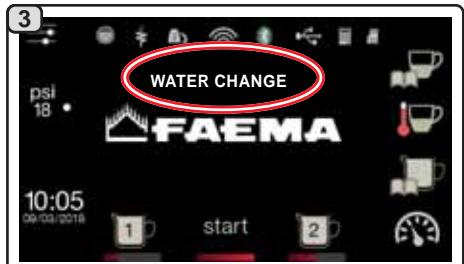 3
WATER CHANGE
psi
18
FAEMA
10:05
09/03/2018
1
start
2